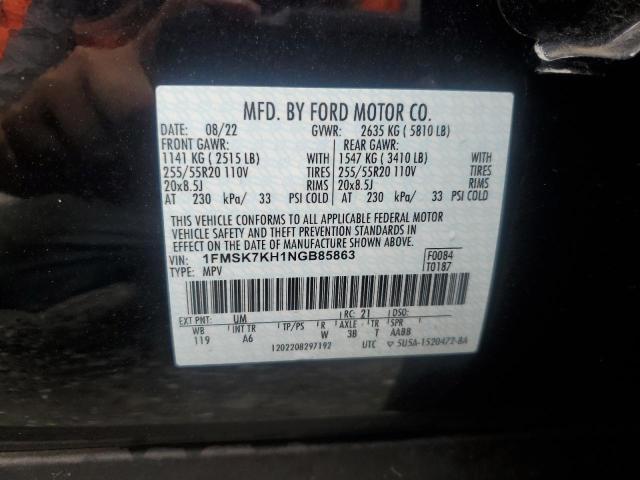 MFD. BY FORD MOTOR CO.
DATE: 08/22 GVWR: 2635 KG ( 5810 LB)
FRONT GAWR: REAR GAWR:
1141 KG ( 2515 LB) WITH 1547 KG ( 3410 LB) WITH
255/55R20 110V TIRES 255/55R20 110V TIRES
20x8.5J RIMS 20x8.5J RIMS
AT 230 kPa/ 33 PSI COLD AT 230 kPa/ 33 PSI COLD
THIS VEHICLE CONFORMS TO ALL APPLICABLE FEDERAL MOTOR
VEHICLE SAFETY STANDARDS AND THEFT PREVENTION STANDARD
IN EFFECT ON THE DATE OF MANUFACTURE SHOWN ABOVE.
VIN: 1FMSK7KH1NGB85863 F0084
TYPE: MPV T0187
EXT PNT: UM RC: 21 DSO:
WB INT TR TP/PS R AXLE TR SPR
119 A6 W 3B T AABB
1202208297192 UTC ▽ 5U5A-1520472-BA